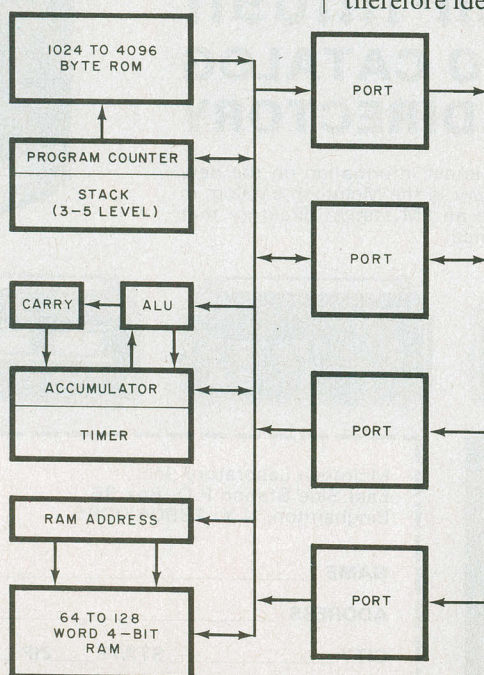 therefore ide
1024 TO 4096
BYTE ROM
PROGRAM COUNTER
STACK
(3-5 LEVEL)
CARRY
ALU
ACCUMULATOR
TIMER
RAM ADDRESS
64 TO 128
WORD 4-BIT
RAM
PORT
PORT
PORT
PORT